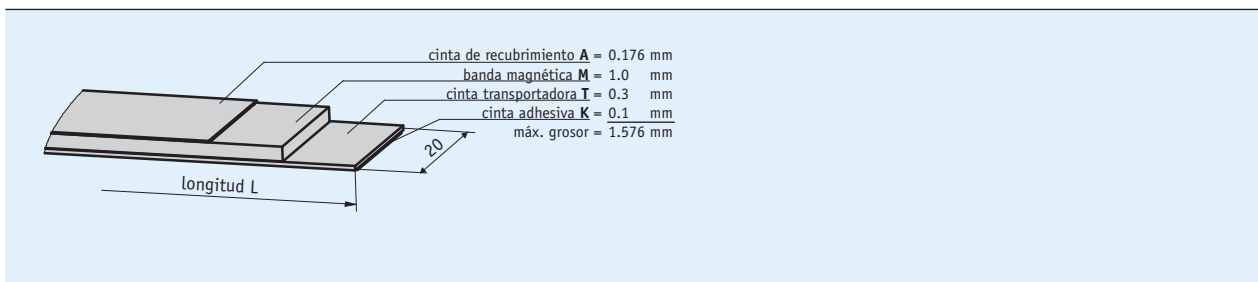 cinta de recubrimiento A = 0.176 mm
banda magnética M = 1.0 mm
cinta transportadora T = 0.3 mm
cinta adhesiva K = 0.1 mm
máx. grosor = 1.576 mm
20
longitud L